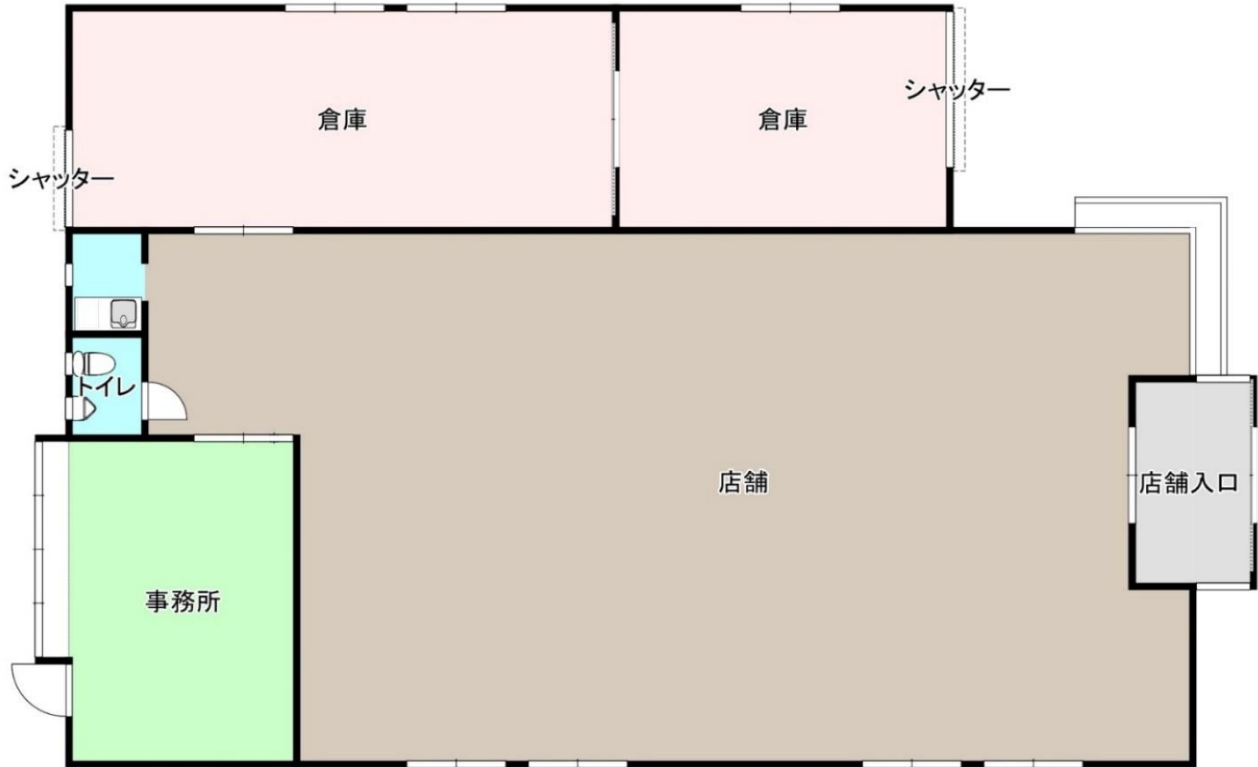 シャッター
倉庫
倉庫
シャッター
トイレ
店舗
店舗入口
事務所